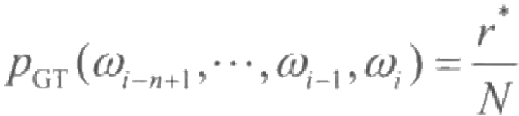 p_GT(ω_{i−n+1}, ⋯, ω_{i−1}, ω_i) = r^* / N